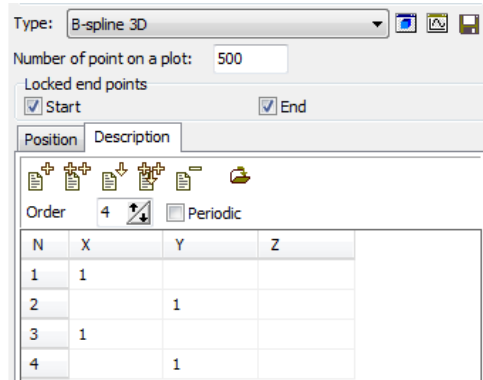 Type: B-spline 3D
Number of point on a plot: 500
Locked end points
Start End
Position Description
Order 4 Periodic
N X Y Z
1 1
2 1
3 1
4 1